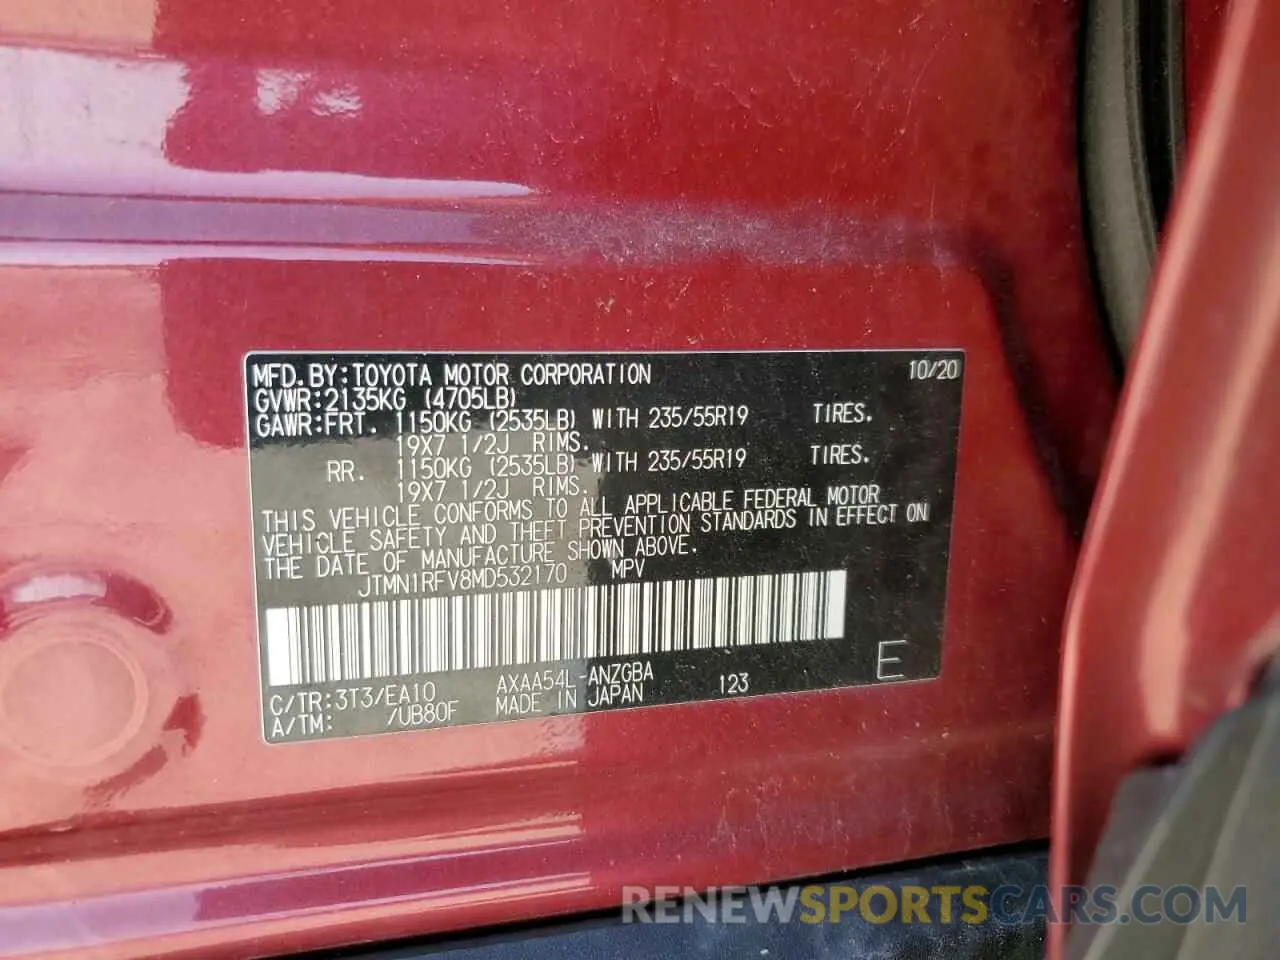 MFD.BY:TOYOTA MOTOR CORPORATION 10/20
GVWR:2135KG (4705LB)
GAWR:FRT. 1150KG (2535LB) WITH 235/55R19 TIRES.
19X7 1/2J RIMS.
RR. 1150KG (2535LB) WITH 235/55R19 TIRES.
19X7 1/2J RIMS.
THIS VEHICLE CONFORMS TO ALL APPLICABLE FEDERAL MOTOR
VEHICLE SAFETY AND THEFT PREVENTION STANDARDS IN EFFECT ON
THE DATE OF MANUFACTURE SHOWN ABOVE.
JTMN1RFV8MD532170 MPV
E
C/TR:3T3/EA10 AXAA54L-ANZGBA 123
A/TM: /UB80F MADE IN JAPAN
RENEWSPORTSCARS.COM